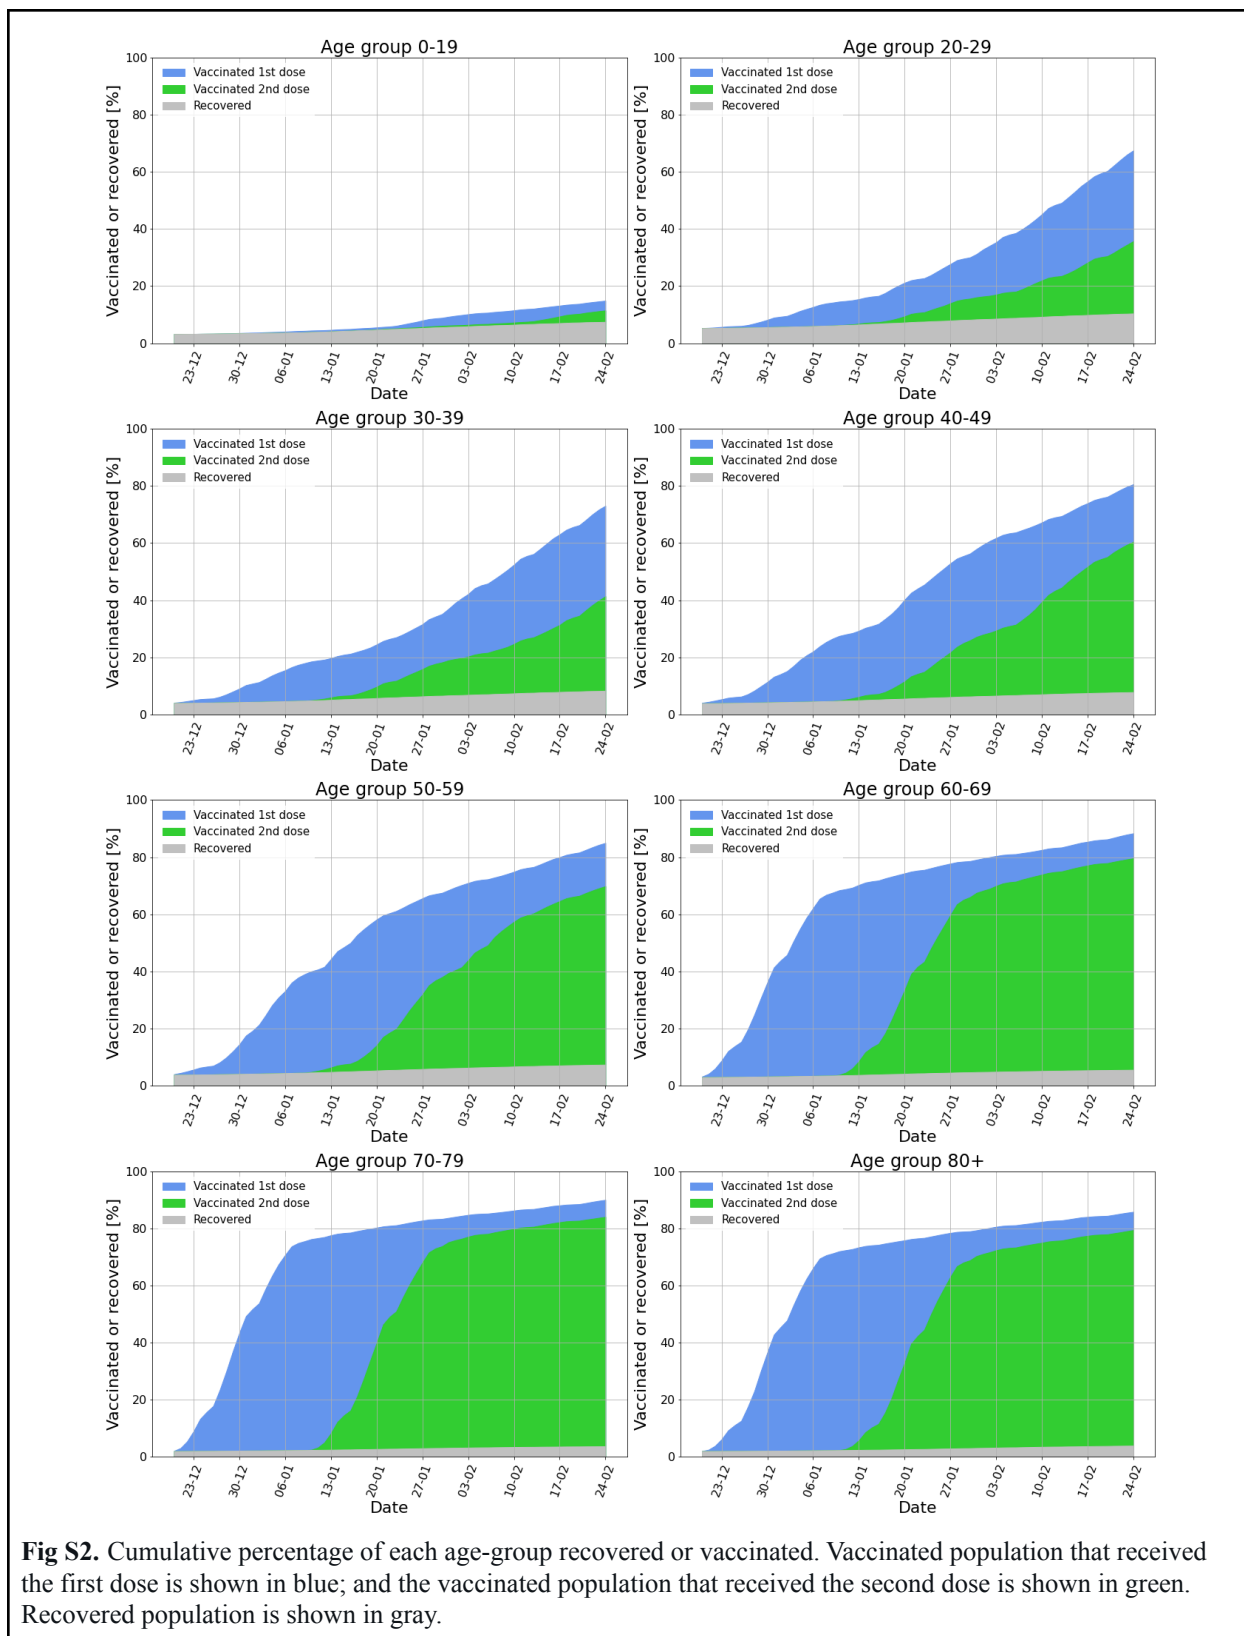 Age group 0-19
Vaccinated or recovered [%]
100
80
60
40
20
0
Vaccinated 1st dose
Vaccinated 2nd dose
Recovered
23-12
30-12
06-01
13-01
20-01
27-01
03-02
10-02
17-02
24-02
Date
Age group 20-29
Vaccinated or recovered [%]
100
80
60
40
20
0
Vaccinated 1st dose
Vaccinated 2nd dose
Recovered
23-12
30-12
06-01
13-01
20-01
27-01
03-02
10-02
17-02
24-02
Date
Age group 30-39
Vaccinated or recovered [%]
100
80
60
40
20
0
Vaccinated 1st dose
Vaccinated 2nd dose
Recovered
23-12
30-12
06-01
13-01
20-01
27-01
03-02
10-02
17-02
24-02
Date
Age group 40-49
Vaccinated or recovered [%]
100
80
60
40
20
0
Vaccinated 1st dose
Vaccinated 2nd dose
Recovered
23-12
30-12
06-01
13-01
20-01
27-01
03-02
10-02
17-02
24-02
Date
Age group 50-59
Vaccinated or recovered [%]
100
80
60
40
20
0
Vaccinated 1st dose
Vaccinated 2nd dose
Recovered
23-12
30-12
06-01
13-01
20-01
27-01
03-02
10-02
17-02
24-02
Date
Age group 60-69
Vaccinated or recovered [%]
100
80
60
40
20
0
Vaccinated 1st dose
Vaccinated 2nd dose
Recovered
23-12
30-12
06-01
13-01
20-01
27-01
03-02
10-02
17-02
24-02
Date
Age group 70-79
Vaccinated or recovered [%]
100
80
60
40
20
0
Vaccinated 1st dose
Vaccinated 2nd dose
Recovered
23-12
30-12
06-01
13-01
20-01
27-01
03-02
10-02
17-02
24-02
Date
Age group 80+
Vaccinated or recovered [%]
100
80
60
40
20
0
Vaccinated 1st dose
Vaccinated 2nd dose
Recovered
23-12
30-12
06-01
13-01
20-01
27-01
03-02
10-02
17-02
24-02
Date
Fig S2. Cumulative percentage of each age-group recovered or vaccinated. Vaccinated population that received
the first dose is shown in blue; and the vaccinated population that received the second dose is shown in green.
Recovered population is shown in gray.